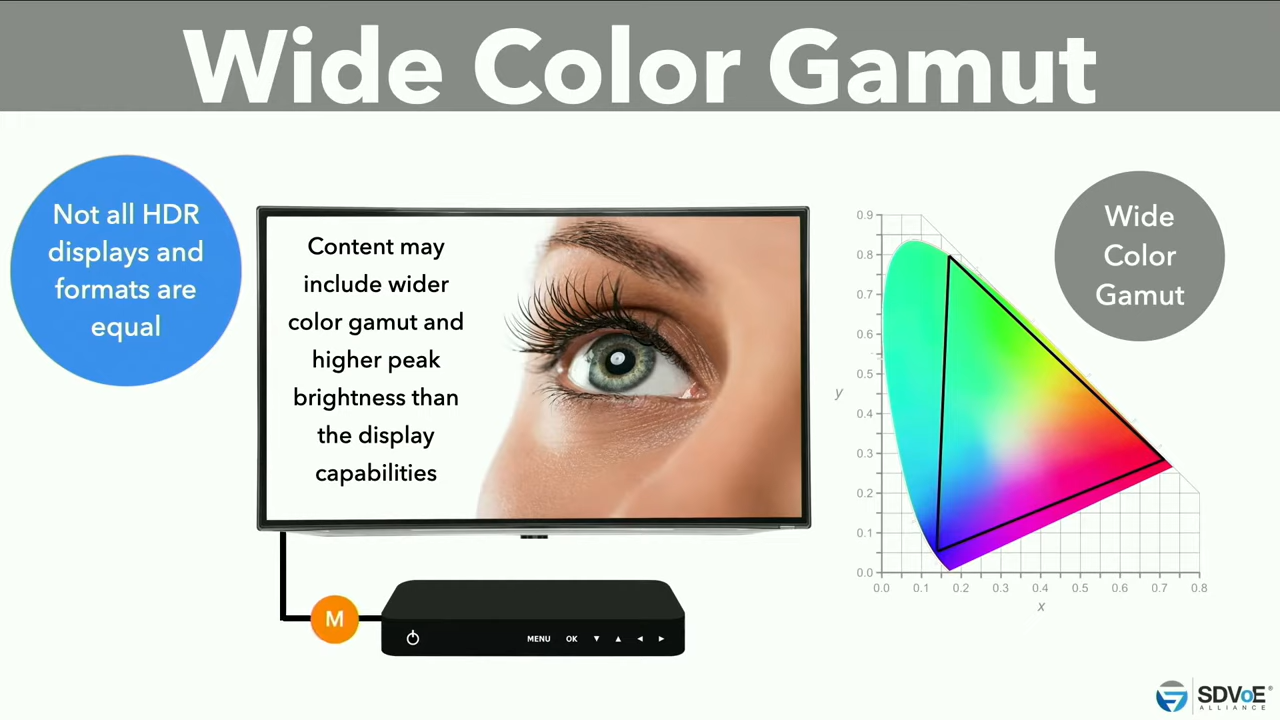 Wide Color Gamut
Not all HDR
displays and
formats are
equal
Content may
include wider
color gamut and
higher peak
brightness than
the display
capabilities
M
MENU OK
Wide
Color
Gamut
0.9
0.8
0.7
0.6
0.5
0.4
0.3
0.2
0.1
0.0
y
0.0 0.1 0.2 0.3 0.4 0.5 0.6 0.7 0.8
x
SDVoE®
ALLIANCE